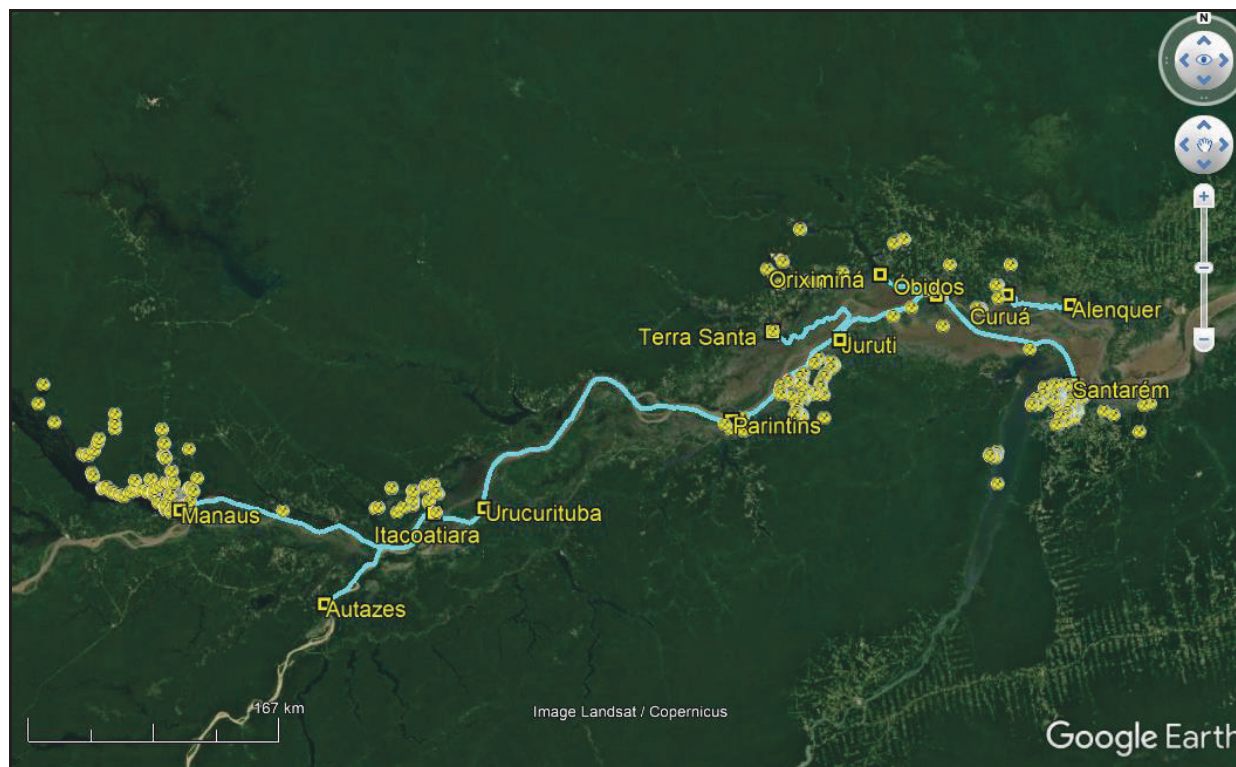 N
Oriximiná
Óbidos
Curuá
Alenquer
Terra Santa
Juruti
Santarém
Parintins
Manaus
Itacoatiara
Urucurituba
Autazes
167 km
Image Landsat / Copernicus
Google Earth